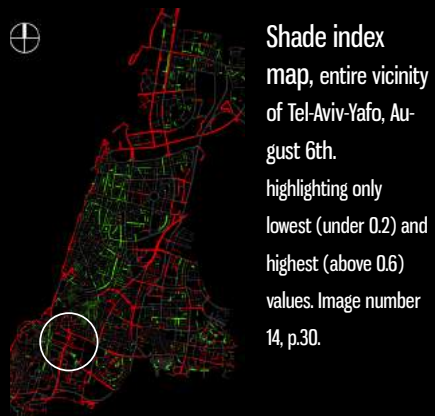 Shade index
map, entire vicinity
of Tel-Aviv-Yafo, Au-
gust 6th.
highlighting only
lowest (under 0.2) and
highest (above 0.6)
values. Image number
14, p.30.